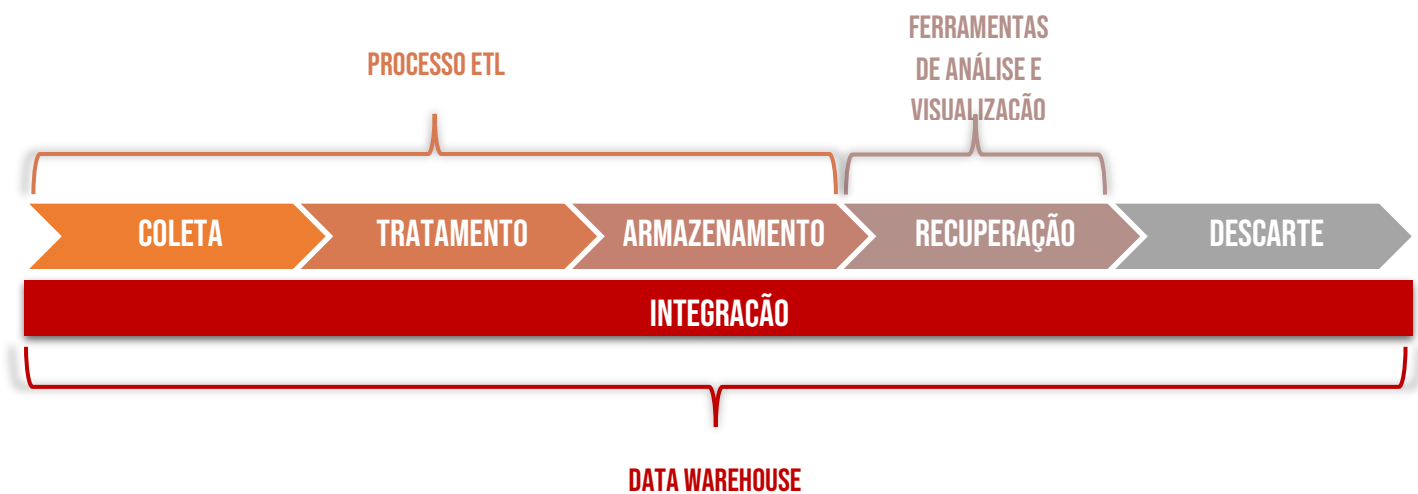 FERRAMENTAS
DE ANÁLISE E
VISUALIZAÇÃO
PROCESSO ETL
COLETA
TRATAMENTO
ARMAZENAMENTO
RECUPERAÇÃO
DESCARTE
INTEGRAÇÃO
DATA WAREHOUSE